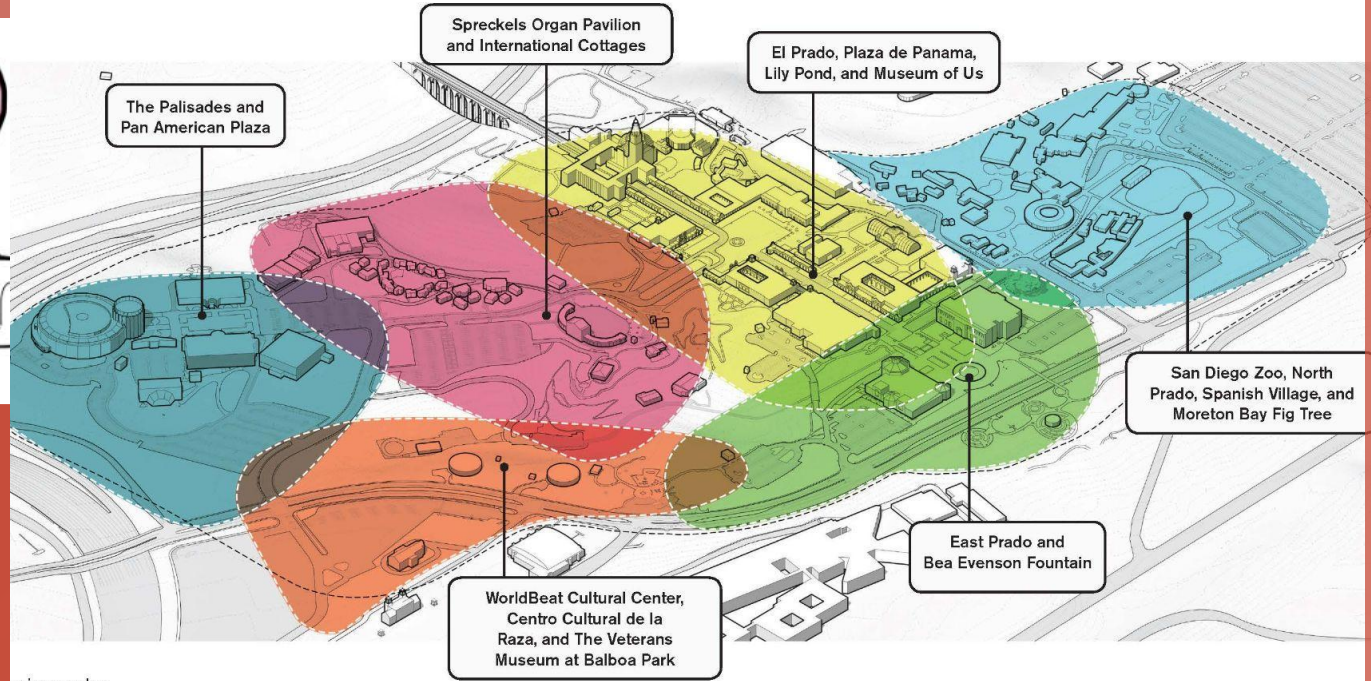 Spreckels Organ Pavilion
and International Cottages
El Prado, Plaza de Panama,
Lily Pond, and Museum of Us
The Palisades and
Pan American Plaza
San Diego Zoo, North
Prado, Spanish Village, and
Moreton Bay Fig Tree
East Prado and
Bea Evenson Fountain
WorldBeat Cultural Center,
Centro Cultural de la
Raza, and The Veterans
Museum at Balboa Park